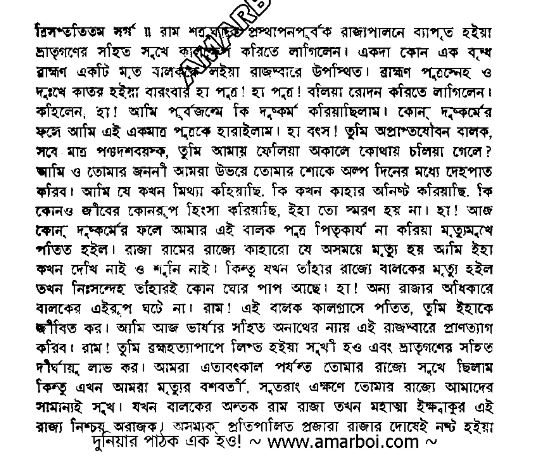 ত্রিসপ্ততিতম সর্গ ॥ রাম শত্রুঘ্নকে প্রস্থাপনপূর্বক রাজ্যপালনে ব্যাপৃত হইয়া
ভ্রাতৃগণের সহিত সুখে কালক্ষেপ করিতে লাগিলেন। একদা কোন এক বৃদ্ধ
ব্রাহ্মণ একটি মৃত বালককে লইয়া রাজদ্বারে উপস্থিত। ব্রাহ্মণ পুত্রস্নেহ ও
দুঃখে কাতর হইয়া বারংবার হা পুত্র! হা পুত্র! বলিয়া রোদন করিতে লাগিলেন।
কহিলেন, হা! আমি পূর্বজন্মে কি দুষ্কর্ম করিয়াছিলাম। কোন্ দুষ্কর্মের
ফলে আমি এই একমাত্র পুত্রকে হারাইলাম। হা বৎস! তুমি অপ্রাপ্তযৌবন বালক,
সবে মাত্র পঞ্চদশবয়স্ক, তুমি আমায় ফেলিয়া অকালে কোথায় চলিয়া গেলে?
আমি ও তোমার জননী আমরা উভয়ে তোমার শোকে অল্প দিনের মধ্যে দেহপাত
করিব। আমি যে কখন মিথ্যা কহিয়াছি, কি কখন কাহার অনিষ্ট করিয়াছি, কি
কোনও জীবের কোনরূপ হিংসা করিয়াছি, ইহা তো স্মরণ হয় না। হা! আজ
কোন্ দুষ্কর্মের ফলে আমার এই বালক পুত্র পিতৃকার্য না করিয়া মৃত্যুমুখে
পতিত হইল। রাজা রামের রাজ্যে কাহারো যে অসময়ে মৃত্যু হয় আমি ইহা
কখন দেখি নাই ও শুনি নাই। কিন্তু যখন তাঁহার রাজ্যে বালকের মৃত্যু হইল
তখন নিঃসন্দেহ তাঁহারই কোন ঘোর পাপ আছে। হা! অন্য রাজার অধিকারে
বালকের এইরূপ ঘটে না। রাম! এই বালক কালগ্রাসে পতিত, তুমি ইহাকে
জীবিত কর। আমি আজ ভার্যার সহিত অনাথের ন্যায় এই রাজদ্বারে প্রাণত্যাগ
করিব। রাম! তুমি ব্রহ্মহত্যাপাপে লিপ্ত হইয়া সুখী হও এবং ভ্রাতৃগণের সহিত
দীর্ঘায়ু লাভ কর। আমরা এতাবৎকাল পর্যন্ত তোমার রাজ্যে সুখে ছিলাম
কিন্তু এখন আমরা মৃত্যুর বশবর্তী, সুতরাং এক্ষণে তোমার রাজ্যে আমাদের
সামান্যই সুখ। যখন বালকের অন্তক রাম রাজা তখন মহাত্মা ইক্ষ্বাকুর এই
রাজ্য নিশ্চয় অরাজক। অসম্যক্ প্রতিপালিত প্রজারা রাজার দোষেই নষ্ট হইয়া
দুনিয়ার পাঠক এক হও! ~ www.amarboi.com ~